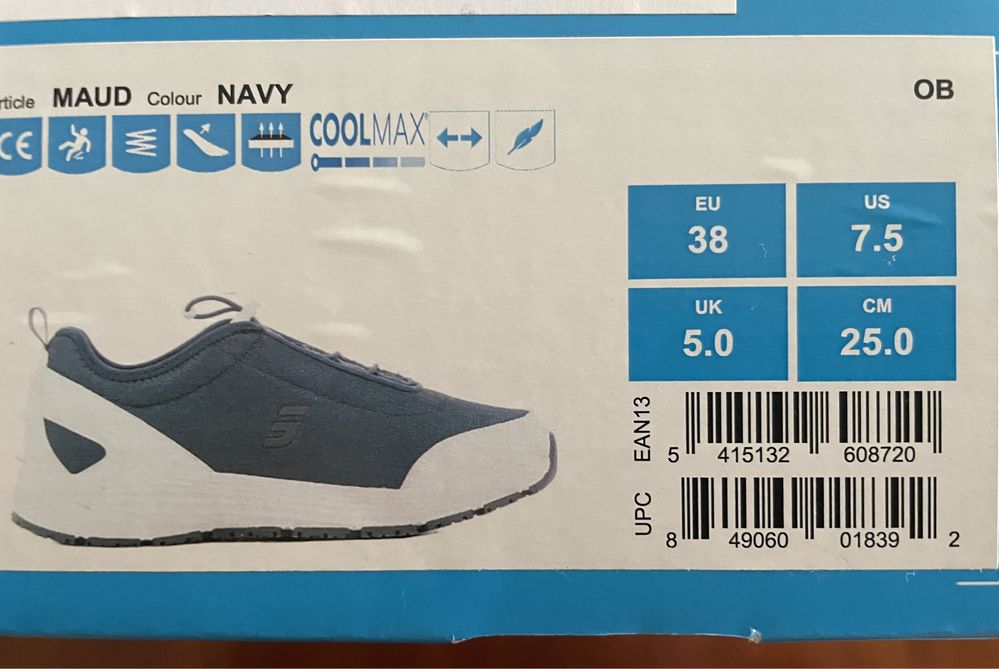 rticle MAUD Colour NAVY
OB
CE
COOLMAX®
EU
38
US
7.5
UK
5.0
CM
25.0
EAN13
5 415132 608720
UPC
8 49060 01839 2